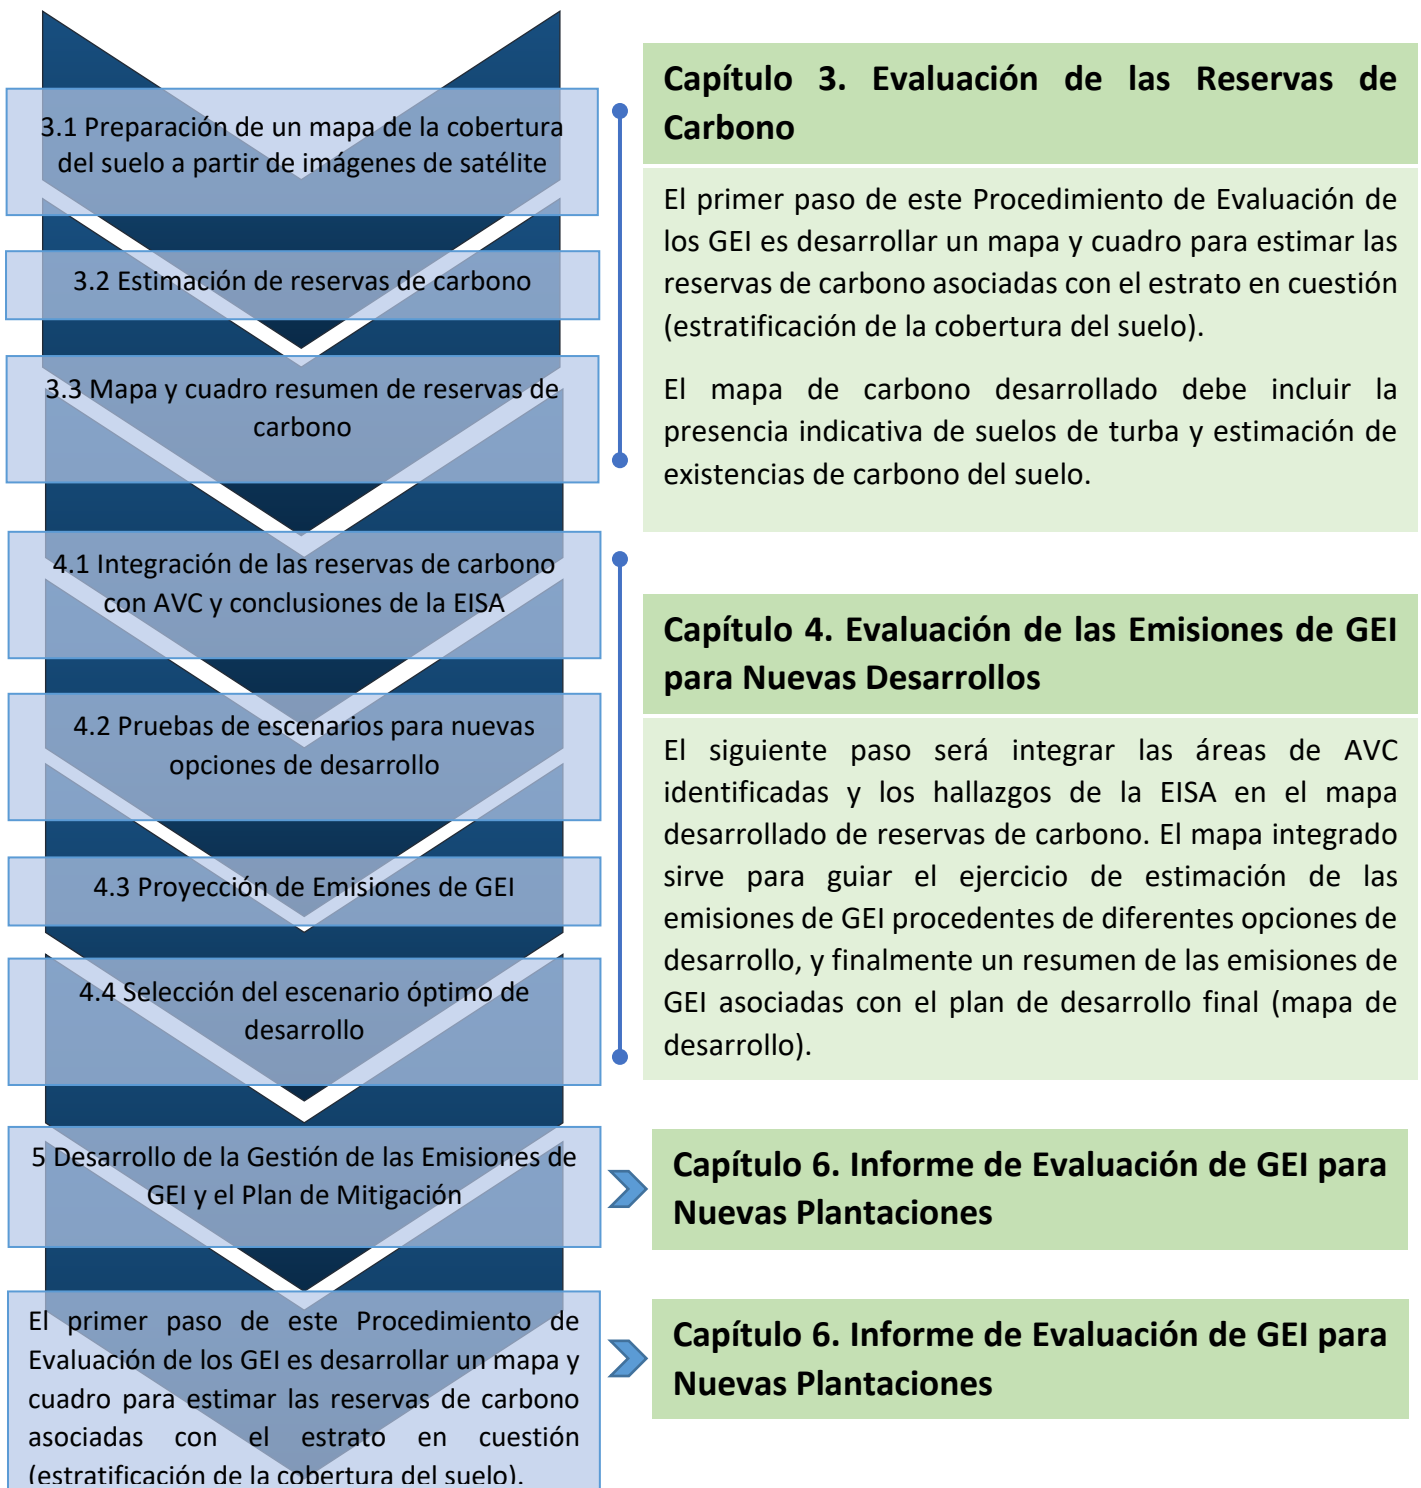 3.1 Preparación de un mapa de la cobertura
del suelo a partir de imágenes de satélite
3.2 Estimación de reservas de carbono
3.3 Mapa y cuadro resumen de reservas de
carbono
Capítulo 3. Evaluación de las Reservas de
Carbono
El primer paso de este Procedimiento de Evaluación de
los GEI es desarrollar un mapa y cuadro para estimar las
reservas de carbono asociadas con el estrato en cuestión
(estratificación de la cobertura del suelo).
El mapa de carbono desarrollado debe incluir la
presencia indicativa de suelos de turba y estimación de
existencias de carbono del suelo.
4.1 Integración de las reservas de carbono
con AVC y conclusiones de la EISA
4.2 Pruebas de escenarios para nuevas
opciones de desarrollo
4.3 Proyección de Emisiones de GEI
4.4 Selección del escenario óptimo de
desarrollo
Capítulo 4. Evaluación de las Emisiones de GEI
para Nuevas Desarrollos
El siguiente paso será integrar las áreas de AVC
identificadas y los hallazgos de la EISA en el mapa
desarrollado de reservas de carbono. El mapa integrado
sirve para guiar el ejercicio de estimación de las
emisiones de GEI procedentes de diferentes opciones de
desarrollo, y finalmente un resumen de las emisiones de
GEI asociadas con el plan de desarrollo final (mapa de
desarrollo).
5 Desarrollo de la Gestión de las Emisiones de
GEI y el Plan de Mitigación
Capítulo 6. Informe de Evaluación de GEI para
Nuevas Plantaciones
El primer paso de este Procedimiento de
Evaluación de los GEI es desarrollar un mapa y
cuadro para estimar las reservas de carbono
asociadas con el estrato en cuestión
(estratificación de la cobertura del suelo).
Capítulo 6. Informe de Evaluación de GEI para
Nuevas Plantaciones